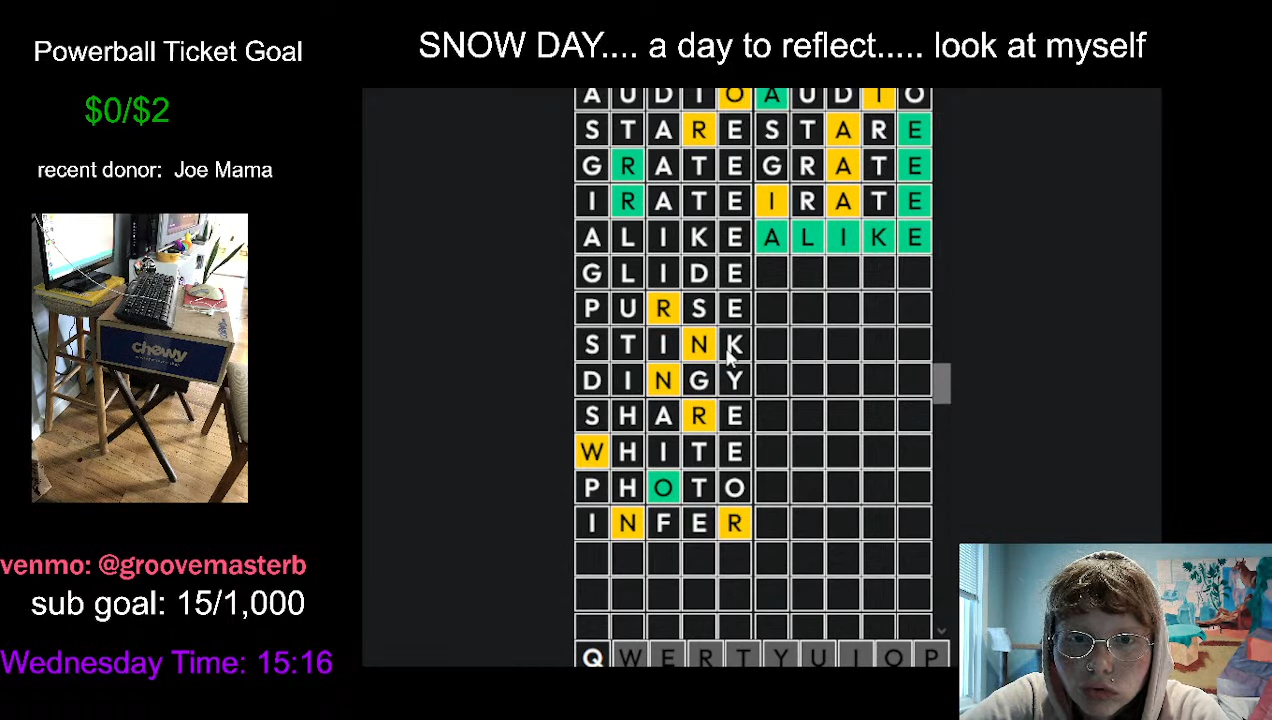 Powerball Ticket Goal
SNOW DAY.... a day to reflect..... look at myself
$0/$2
recent donor: Joe Mama
AUDIO AUDIO
STARE STARE
GRATE GRATE
IRATE IRATE
ALIKE ALIKE
GLIDE
PURSE
STINK
DINGY
SHARE
WHITE
PHOTO
INFER
QWERTYUIOP
chewy
venmo: @groovemasterb
sub goal: 15/1,000
Wednesday Time: 15:16